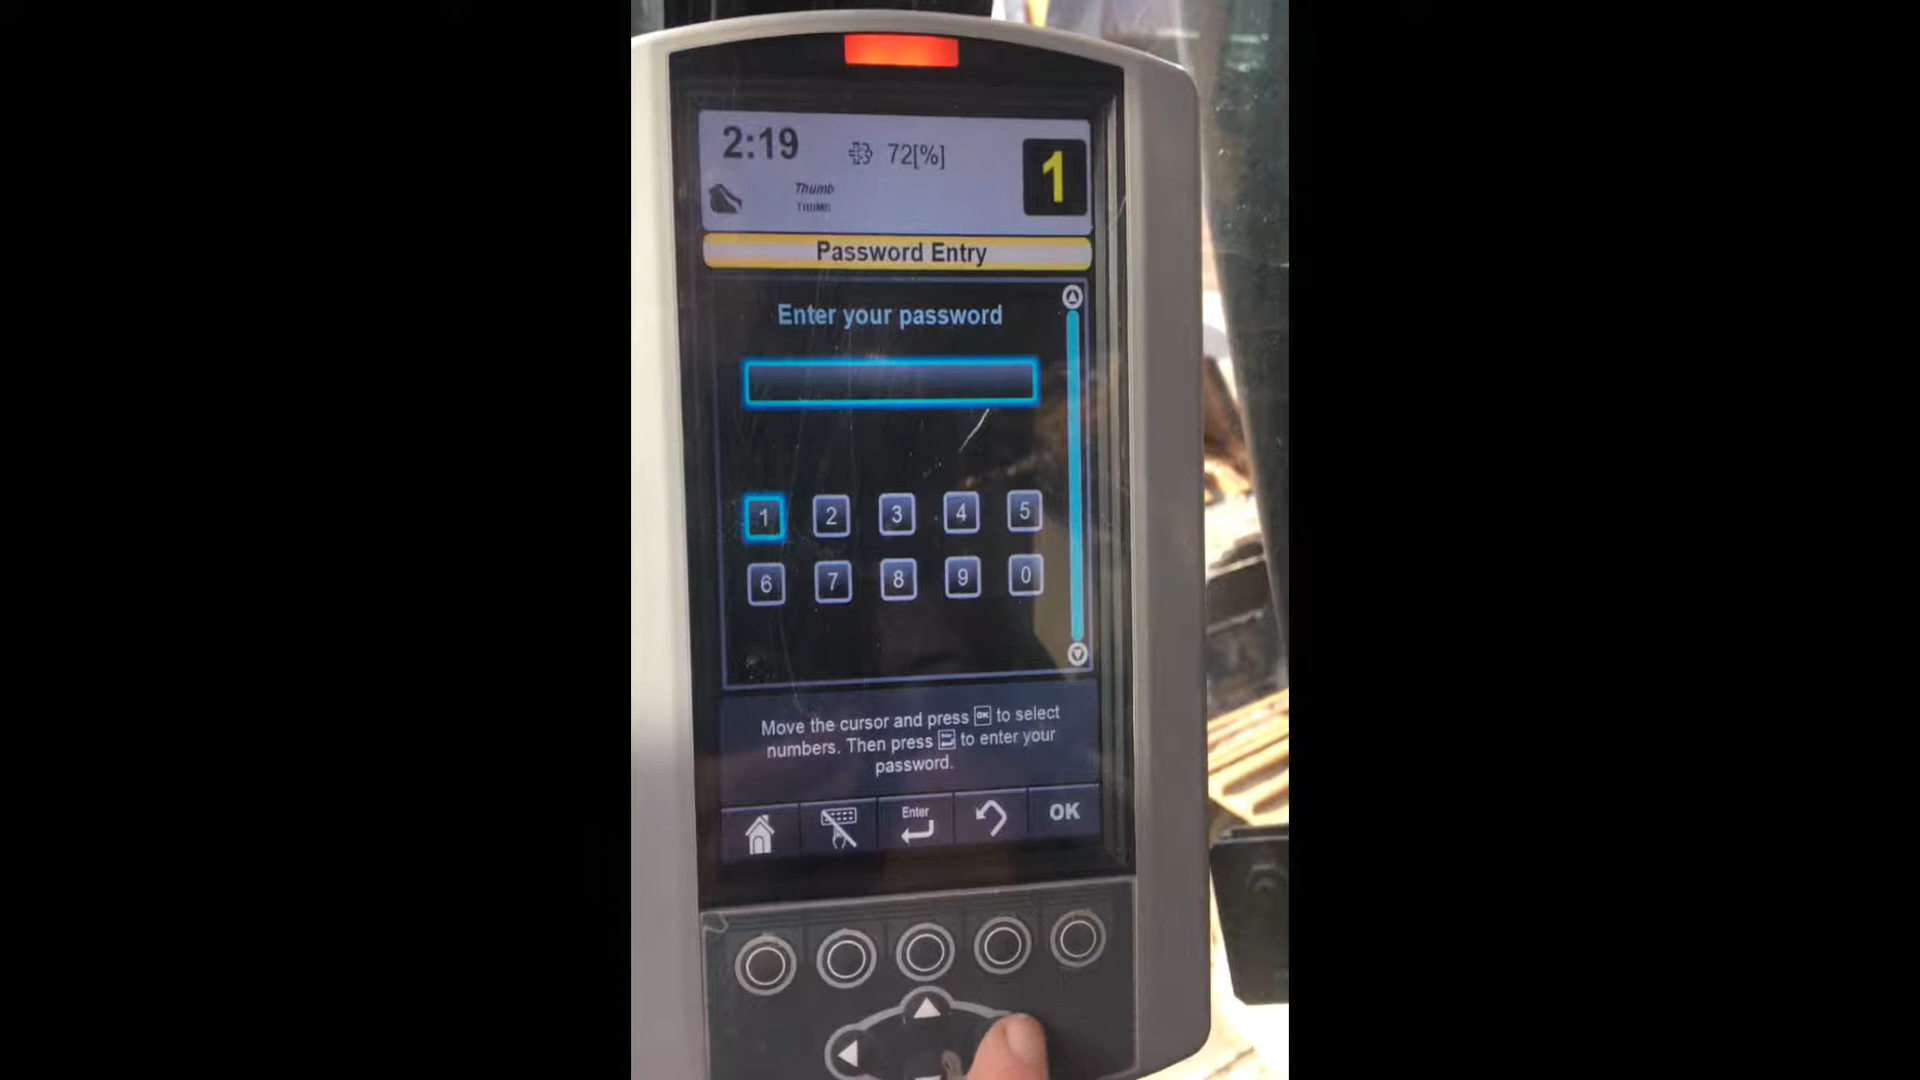 2:19
72[%]
1
Thumb
THUMB
Password Entry
Enter your password
1 2 3 4 5
6 7 8 9 0
Move the cursor and press OK to select
numbers. Then press to enter your
password.
Enter
OK